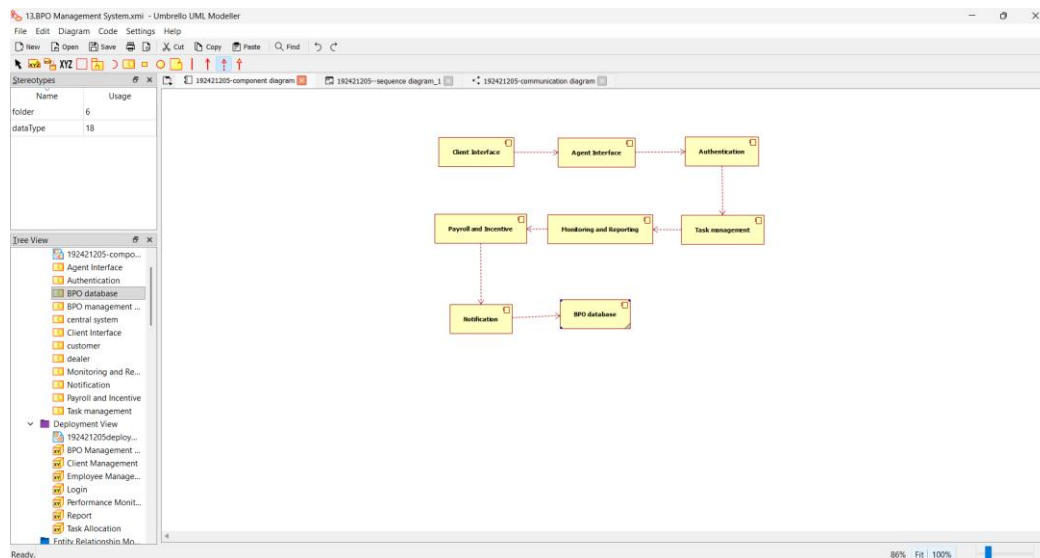 13.BPO Management System.xmi - Umbrello UML Modeller
File Edit Diagram Code Settings Help
New Open Save Cut Copy Paste Find
XYZ
Stereotypes
192421205-component diagram 192421205--sequence diagram_1 192421205-communication diagram
Name Usage
folder 6
dataType 18
Client Interface Agent Interface Authentication
Payroll and Incentive Monitoring and Reporting Task management
Notification BPO database
Tree View
192421205-compo...
Agent Interface
Authentication
BPO database
BPO management ...
central system
Client Interface
customer
dealer
Monitoring and Re...
Notification
Payroll and Incentive
Task management
Deployment View
192421205deploy...
BPO Management ...
Client Management
Employee Manage...
Login
Performance Monit...
Report
Task Allocation
Entity Relationship Mo...
Ready. 86% Fit 100%